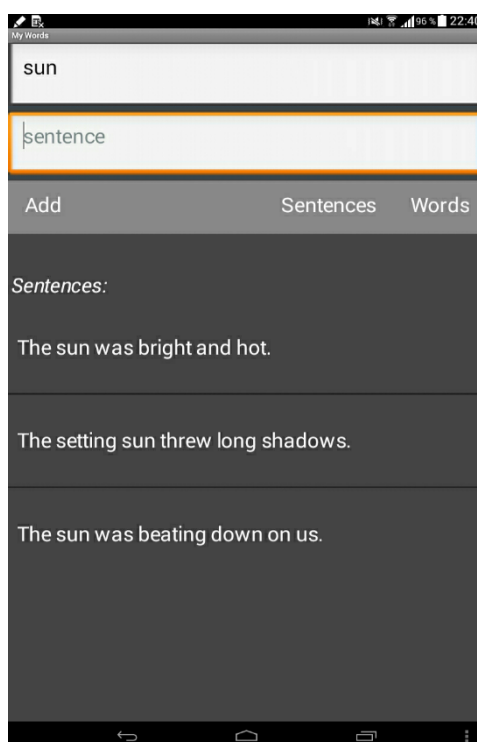 96 % 22:40
My Words
sun
sentence
Add Sentences Words
Sentences:
The sun was bright and hot.
The setting sun threw long shadows.
The sun was beating down on us.